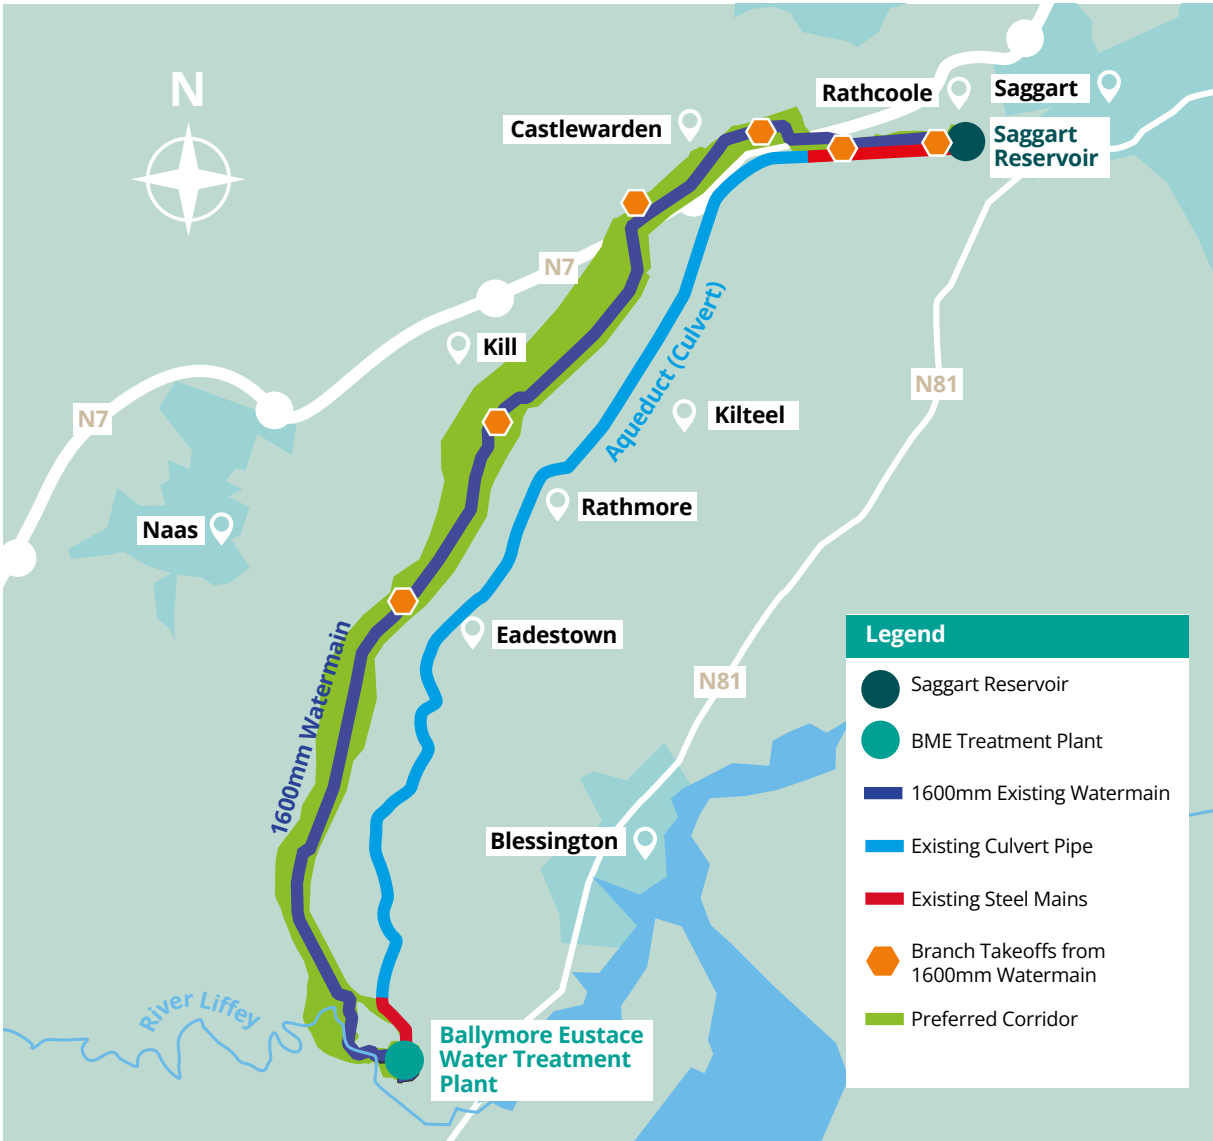 N
Rathcoole
Saggart
Castlewarden
Saggart
Reservoir
N7
Kill
N81
N7
Aqueduct (Culvert)
Kilteel
Rathmore
Naas
Eadestown
1600mm Watermain
N81
Blessington
River Liffey
Ballymore Eustace
Water Treatment
Plant
Legend
Saggart Reservoir
BME Treatment Plant
1600mm Existing Watermain
Existing Culvert Pipe
Existing Steel Mains
Branch Takeoffs from
1600mm Watermain
Preferred Corridor